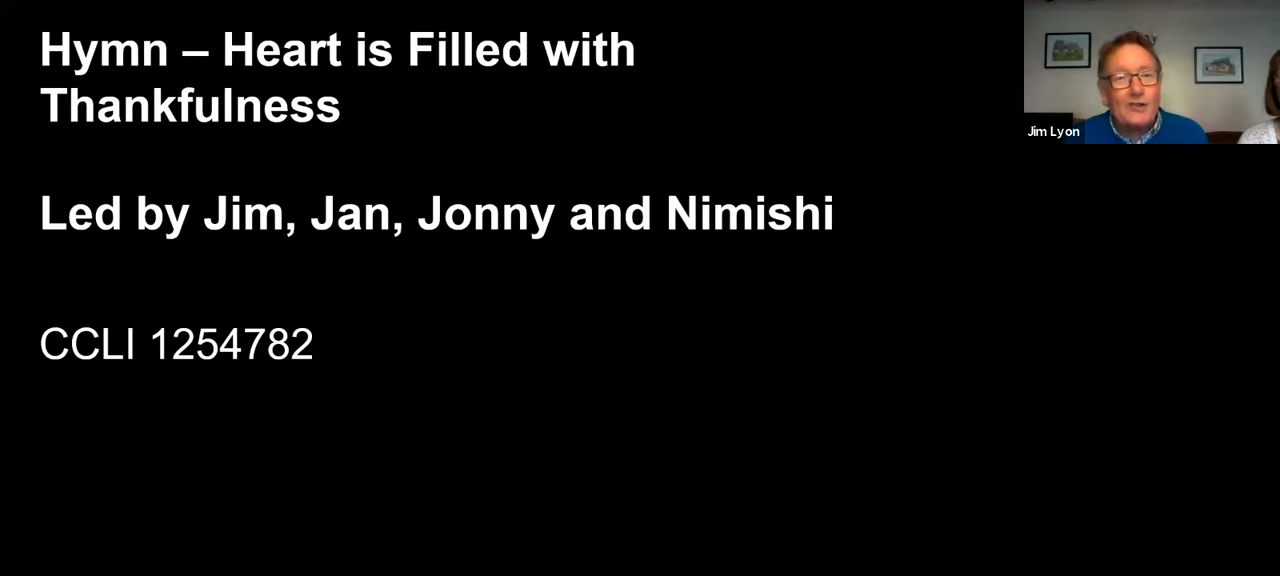 Hymn – Heart is Filled with
Thankfulness
Led by Jim, Jan, Jonny and Nimishi
CCLI 1254782
Jim Lyon